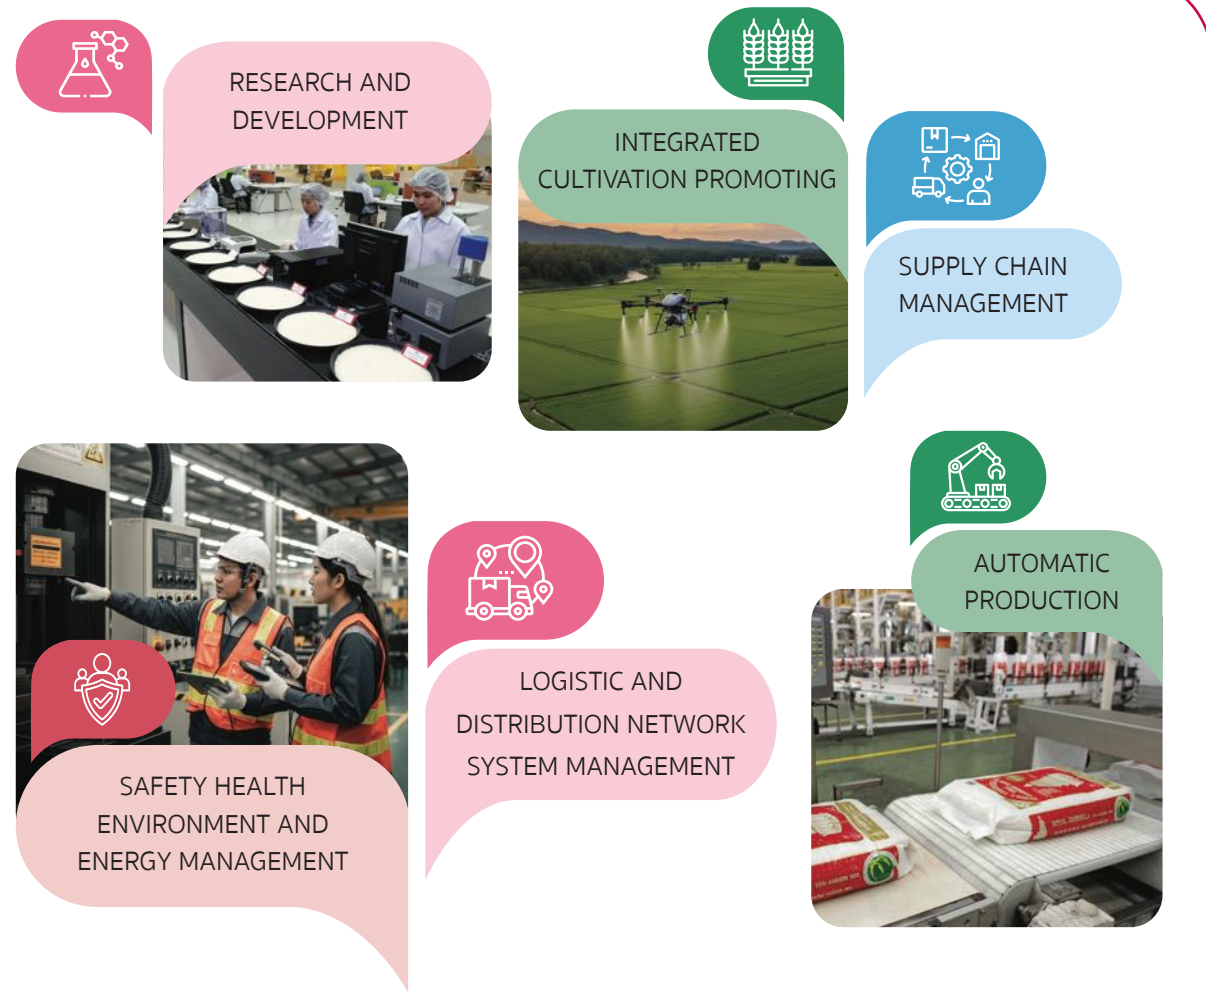 RESEARCH AND
DEVELOPMENT
INTEGRATED
CULTIVATION PROMOTING
SUPPLY CHAIN
MANAGEMENT
AUTOMATIC
PRODUCTION
LOGISTIC AND
DISTRIBUTION NETWORK
SYSTEM MANAGEMENT
SAFETY HEALTH
ENVIRONMENT AND
ENERGY MANAGEMENT